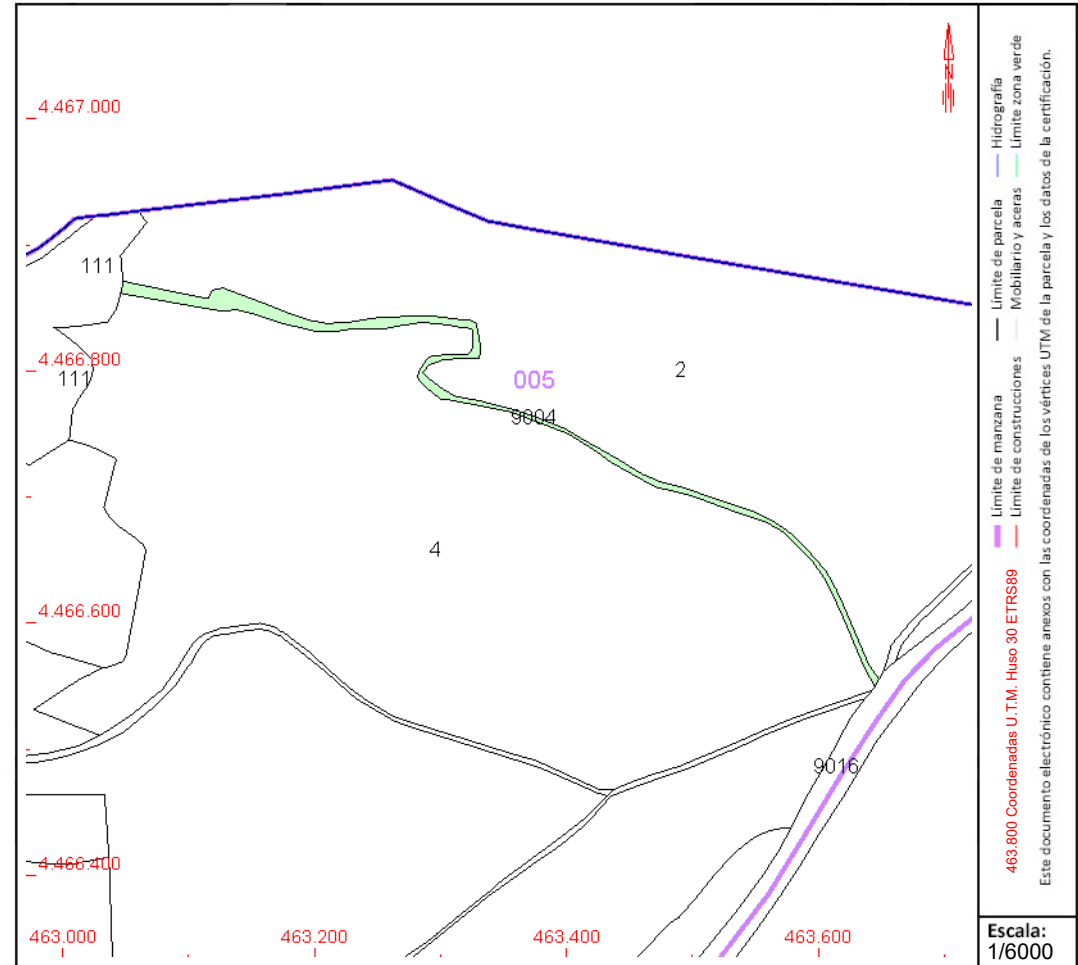 4.467.000
111
4.466.800
111
005
2
9004
4
4.466.600
9016
4.466.400
463.000
463.200
463.400
463.600
N
Límite de manzana
Límite de parcela
Hidrografía
463.800 Coordenadas U.T.M. Huso 30 ETRS89
Límite de construcciones
Mobiliario y aceras
Límite zona verde
Este documento electrónico contiene anexos con las coordenadas de los vértices UTM de la parcela y los datos de la certificación.
Escala:
1/6000